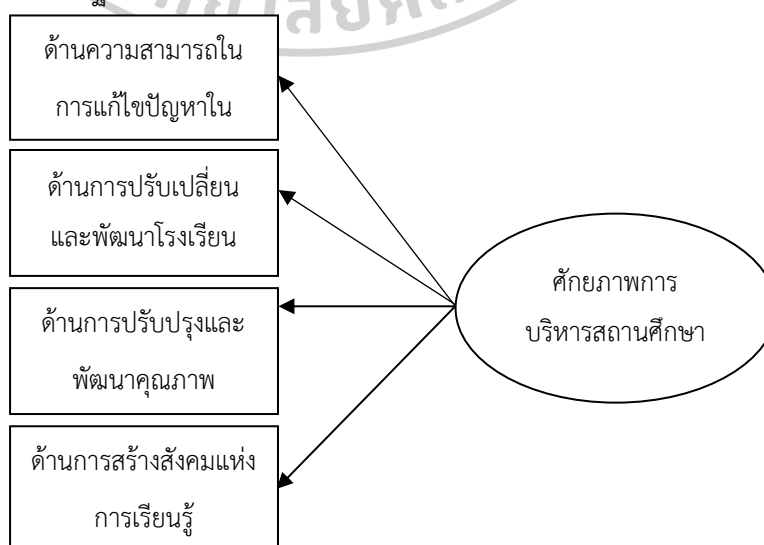 ด้านความสามารถใน
การแก้ไขปัญหาใน
ด้านการปรับเปลี่ยน
และพัฒนาโรงเรียน
ด้านการปรับปรุงและ
พัฒนาคุณภาพ
ด้านการสร้างสังคมแห่ง
การเรียนรู้
ศักยภาพการ
บริหารสถานศึกษา